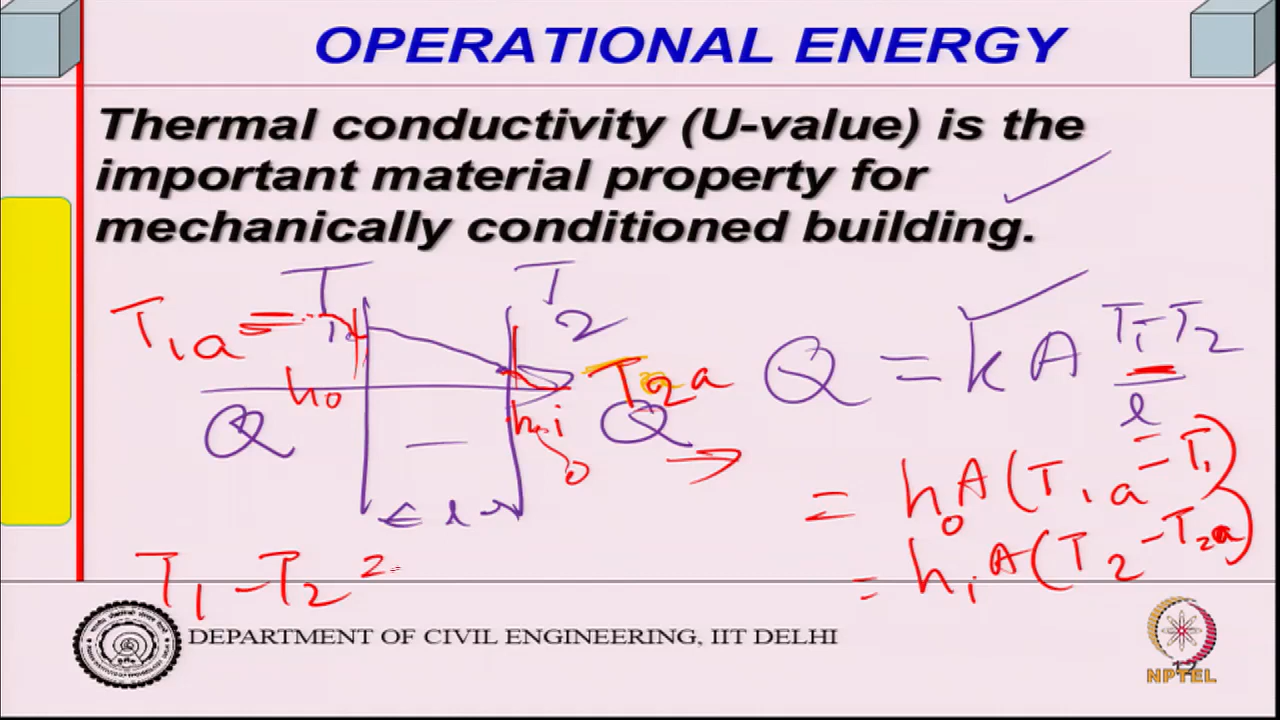 OPERATIONAL ENERGY
Thermal conductivity (U-value) is the
important material property for
mechanically conditioned building.
T₁ T₂
T₁a T₂a
h₀ hᵢ
Q Q
l
Q = kA (T₁-T₂)/l
= h₀A(T₁a - T₁)
= hᵢA(T₂ - T₂a)
T₁ - T₂ =
DEPARTMENT OF CIVIL ENGINEERING, IIT DELHI
NPTEL